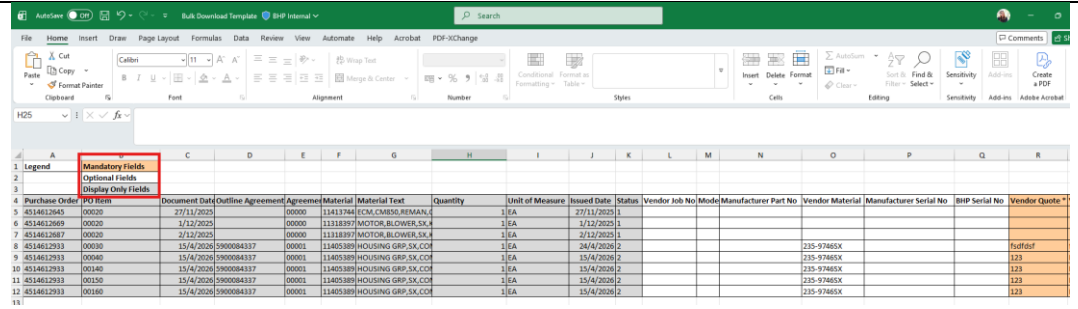 AutoSave Off Bulk Download Template BHP Internal Search
File Home Insert Draw Page Layout Formulas Data Review View Automate Help Acrobat PDF-XChange Comments
Paste Cut Copy Format Painter Calibri 11 Wrap Text Merge & Center Conditional Formatting Format as Table Insert Delete Format AutoSum Fill Clear Sort & Filter Find & Select Sensitivity Add-ins Create a PDF
Clipboard Font Alignment Number Styles Cells Editing Sensitivity Add-ins Adobe Acrobat
H25 fx
A C D E F G H I J K L M N O P Q R
1 Legend Mandatory Fields
2 Optional Fields
3 Display Only Fields
4 Purchase Order PO Item Document Date Outline Agreement Agreemen Material Material Text Quantity Unit of Measure Issued Date Status Vendor Job No Mode Manufacturer Part No Vendor Material Manufacturer Serial No BHP Serial No Vendor Quote *
5 4514612645 00020 27/11/2025 00000 11413744 ECM,CM850,REMAN, 1 EA 27/11/2025 1
6 4514612669 00020 1/12/2025 00000 11318397 MOTOR,BLOWER,SX, 1 EA 1/12/2025 1
7 4514612687 00020 2/12/2025 00000 11318397 MOTOR,BLOWER,SX, 1 EA 2/12/2025 1
8 4514612933 00030 15/4/2026 5900084337 00001 11405389 HOUSING GRP,SX,CO 1 EA 24/4/2026 2 235-97465X fsdfdsf
9 4514612933 00040 15/4/2026 5900084337 00001 11405389 HOUSING GRP,SX,CO 1 EA 15/4/2026 2 235-97465X 123
10 4514612933 00140 15/4/2026 5900084337 00001 11405389 HOUSING GRP,SX,CO 1 EA 15/4/2026 2 235-97465X 123
11 4514612933 00150 15/4/2026 5900084337 00001 11405389 HOUSING GRP,SX,CO 1 EA 15/4/2026 2 235-97465X 123
12 4514612933 00160 15/4/2026 5900084337 00001 11405389 HOUSING GRP,SX,CO 1 EA 15/4/2026 2 235-97465X 123
13